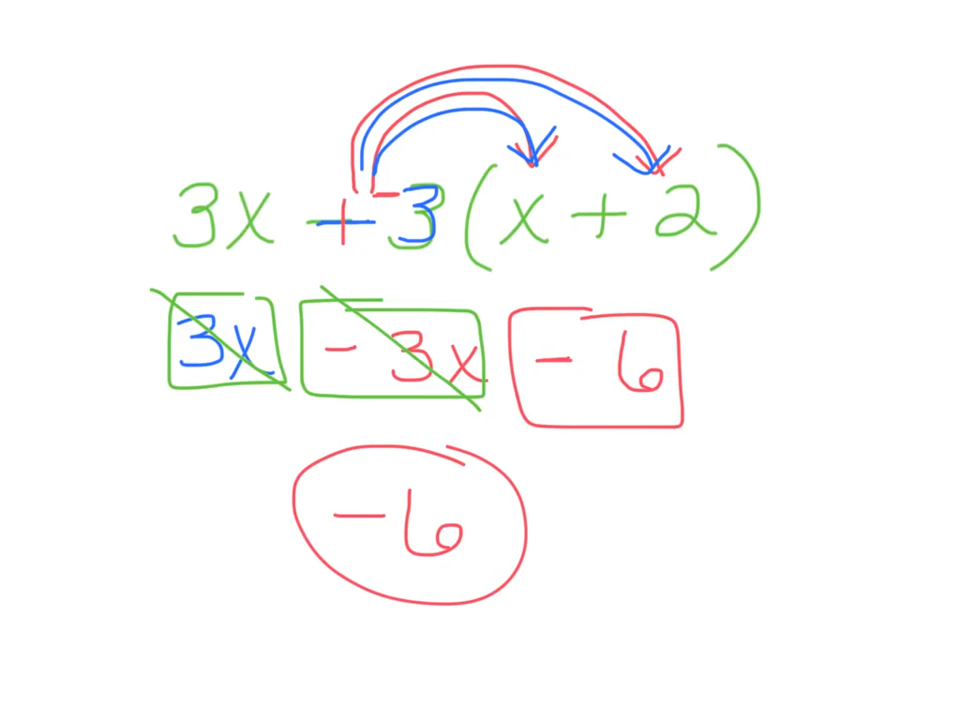 3x + -3(x + 2)
3x - 3x - 6
-6